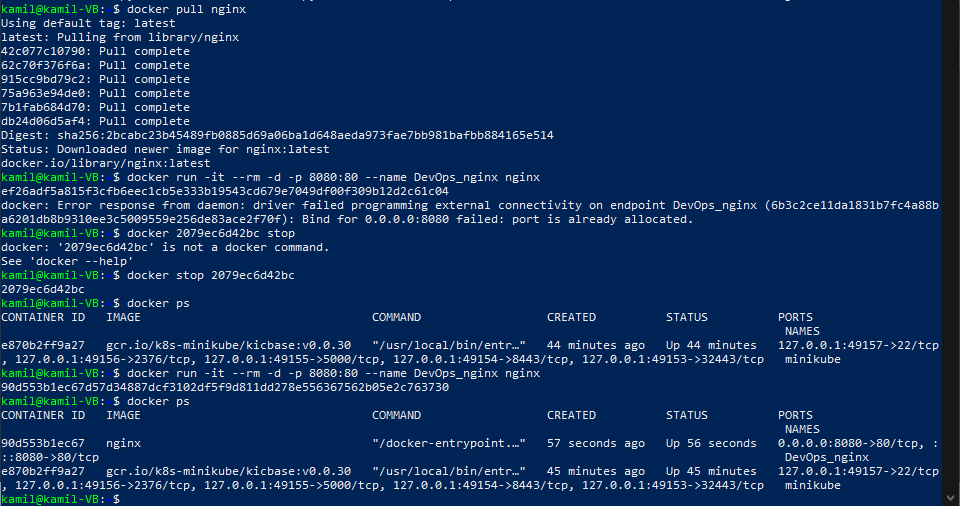 kamil@kamil-VB:~$ docker pull nginx
Using default tag: latest
latest: Pulling from library/nginx
42c077c10790: Pull complete
62c70f376f6a: Pull complete
915cc9bd79c2: Pull complete
75a963e94de0: Pull complete
7b1fab684d70: Pull complete
db24d06d5af4: Pull complete
Digest: sha256:2bcabc23b45489fb0885d69a06ba1d648aeda973fae7bb981bafbb884165e514
Status: Downloaded newer image for nginx:latest
docker.io/library/nginx:latest
kamil@kamil-VB:~$ docker run -it --rm -d -p 8080:80 --name DevOps_nginx nginx
ef26adf5a815f3cfb6eec1cb5e333b19543cd679e7049df00f309b12d2c61c04
docker: Error response from daemon: driver failed programming external connectivity on endpoint DevOps_nginx (6b3c2ce11da1831b7fc4a88b
a6201db8b9310ee3c5009559e256de83ace2f70f): Bind for 0.0.0.0:8080 failed: port is already allocated.
kamil@kamil-VB:~$ docker 2079ec6d42bc stop
docker: '2079ec6d42bc' is not a docker command.
See 'docker --help'
kamil@kamil-VB:~$ docker stop 2079ec6d42bc
2079ec6d42bc
kamil@kamil-VB:~$ docker ps
CONTAINER ID   IMAGE                                 COMMAND                  CREATED          STATUS          PORTS
NAMES
e870b2ff9a27   gcr.io/k8s-minikube/kicbase:v0.0.30   "/usr/local/bin/entr…"   44 minutes ago   Up 44 minutes   127.0.0.1:49157->22/tcp
, 127.0.0.1:49156->2376/tcp, 127.0.0.1:49155->5000/tcp, 127.0.0.1:49154->8443/tcp, 127.0.0.1:49153->32443/tcp   minikube
kamil@kamil-VB:~$ docker run -it --rm -d -p 8080:80 --name DevOps_nginx nginx
90d553b1ec67d57d34887dcf3102df5f9d811dd278e556367562b05e2c763730
kamil@kamil-VB:~$ docker ps
CONTAINER ID   IMAGE                                 COMMAND                  CREATED          STATUS          PORTS
NAMES
90d553b1ec67   nginx                                 "/docker-entrypoint.…"   57 seconds ago   Up 56 seconds   0.0.0.0:8080->80/tcp, :
::8080->80/tcp   DevOps_nginx
e870b2ff9a27   gcr.io/k8s-minikube/kicbase:v0.0.30   "/usr/local/bin/entr…"   45 minutes ago   Up 45 minutes   127.0.0.1:49157->22/tcp
, 127.0.0.1:49156->2376/tcp, 127.0.0.1:49155->5000/tcp, 127.0.0.1:49154->8443/tcp, 127.0.0.1:49153->32443/tcp   minikube
kamil@kamil-VB:~$